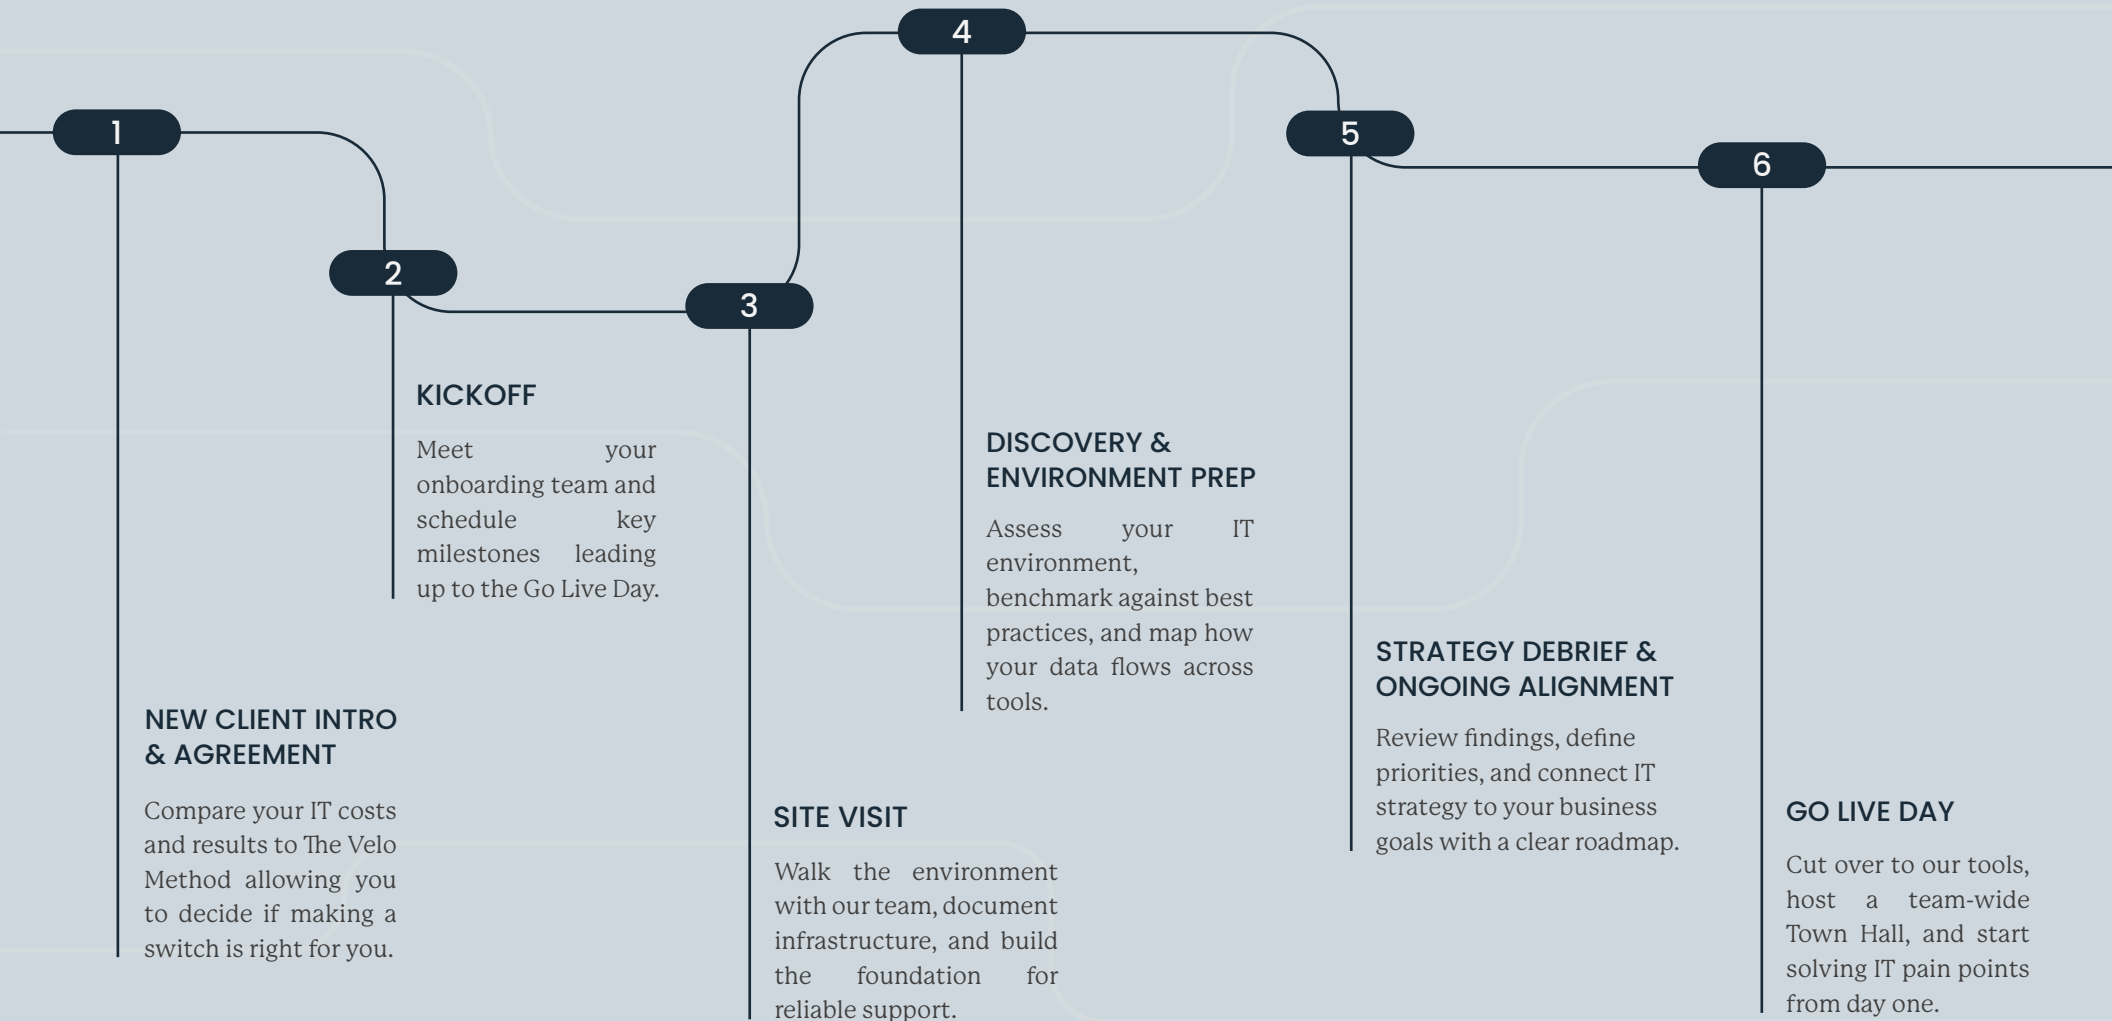 1
NEW CLIENT INTRO
& AGREEMENT
Compare your IT costs
and results to The Velo
Method allowing you
to decide if making a
switch is right for you.
2
KICKOFF
Meet your
onboarding team and
schedule key
milestones leading
up to the Go Live Day.
3
SITE VISIT
Walk the environment
with our team, document
infrastructure, and build
the foundation for
reliable support.
4
DISCOVERY &
ENVIRONMENT PREP
Assess your IT
environment,
benchmark against best
practices, and map how
your data flows across
tools.
5
STRATEGY DEBRIEF &
ONGOING ALIGNMENT
Review findings, define
priorities, and connect IT
strategy to your business
goals with a clear roadmap.
6
GO LIVE DAY
Cut over to our tools,
host a team-wide
Town Hall, and start
solving IT pain points
from day one.